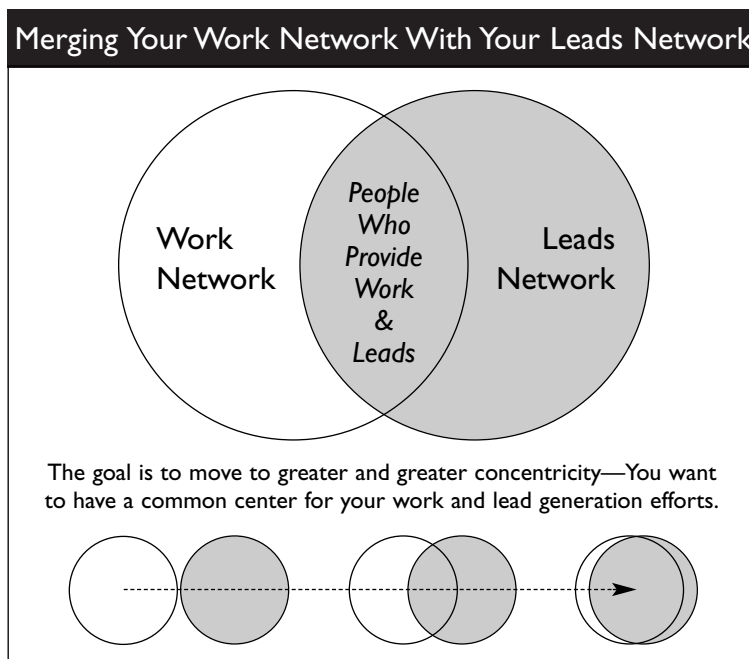 Merging Your Work Network With Your Leads Network
Work
Network
People
Who
Provide
Work
&
Leads
Leads
Network
The goal is to move to greater and greater concentricity—You want
to have a common center for your work and lead generation efforts.